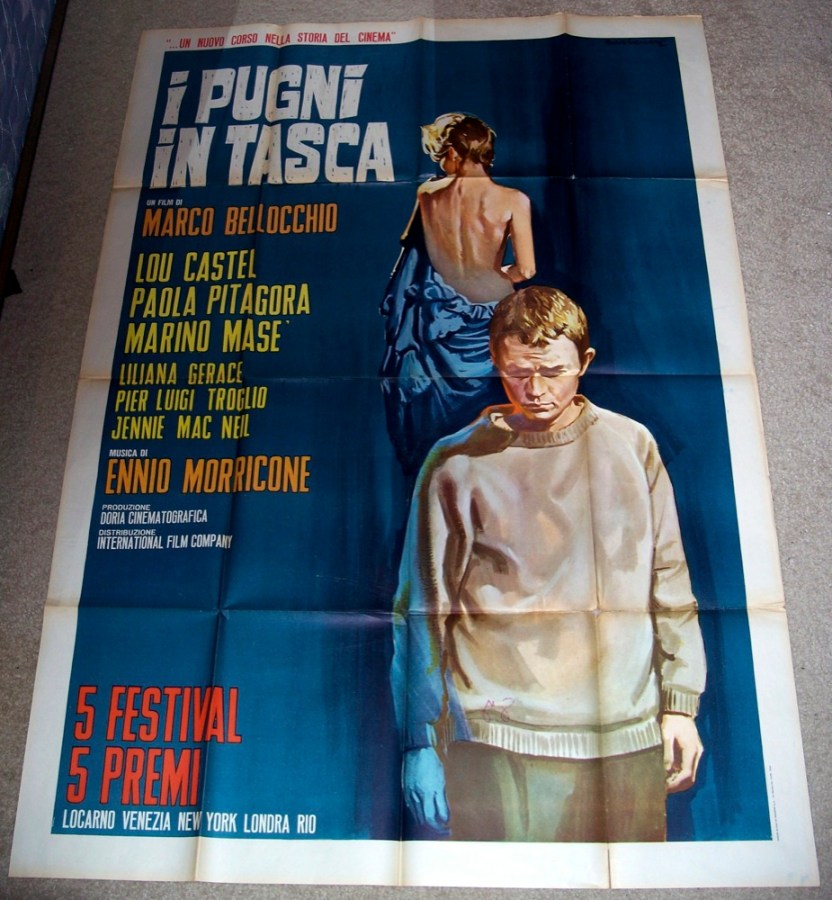 "...UN NUOVO CORSO NELLA STORIA DEL CINEMA"
I PUGNI
IN TASCA
UN FILM DI
MARCO BELLOCCHIO
LOU CASTEL
PAOLA PITAGORA
MARINO MASE`
LILIANA GERACE
PIER LUIGI TROGLIO
JENNIE MAC NEIL
MUSICA DI
ENNIO MORRICONE
PRODUZIONE
DORIA CINEMATOGRAFICA
DISTRIBUZIONE
INTERNATIONAL FILM COMPANY
5 FESTIVAL
5 PREMI
LOCARNO VENEZIA NEW YORK LONDRA RIO